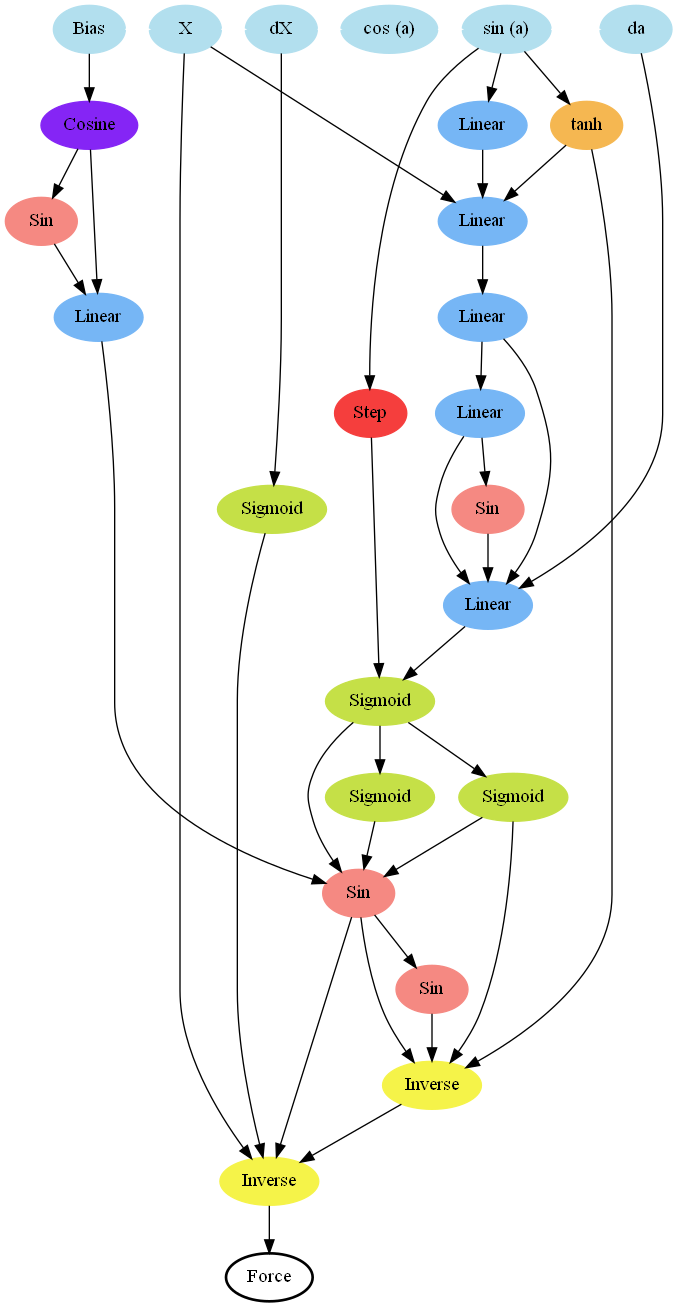 Bias
X
dX
cos (a)
sin (a)
da
Cosine
Linear
tanh
Sin
Linear
Linear
Linear
Step
Linear
Sigmoid
Sin
Linear
Sigmoid
Sigmoid
Sigmoid
Sin
Sin
Inverse
Inverse
Force